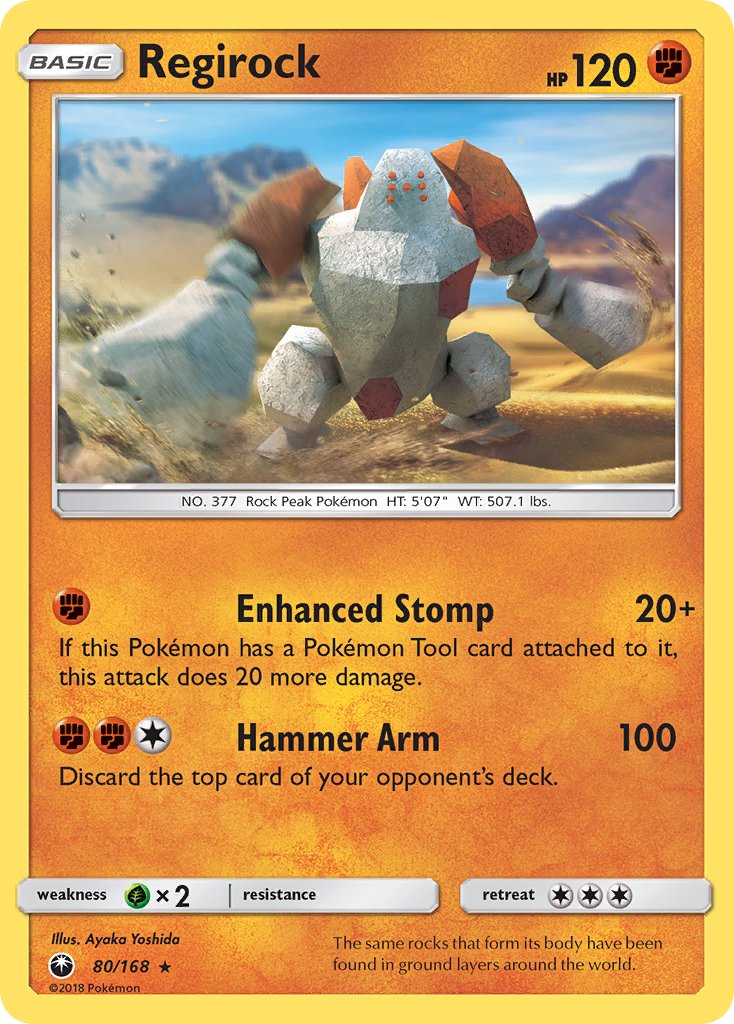 BASIC Regirock HP 120
NO. 377 Rock Peak Pokémon HT: 5'07" WT: 507.1 lbs.
Enhanced Stomp 20+
If this Pokémon has a Pokémon Tool card attached to it,
this attack does 20 more damage.
Hammer Arm 100
Discard the top card of your opponent's deck.
weakness ×2 resistance retreat
Illus. Ayaka Yoshida
80/168 ★
©2018 Pokémon
The same rocks that form its body have been
found in ground layers around the world.